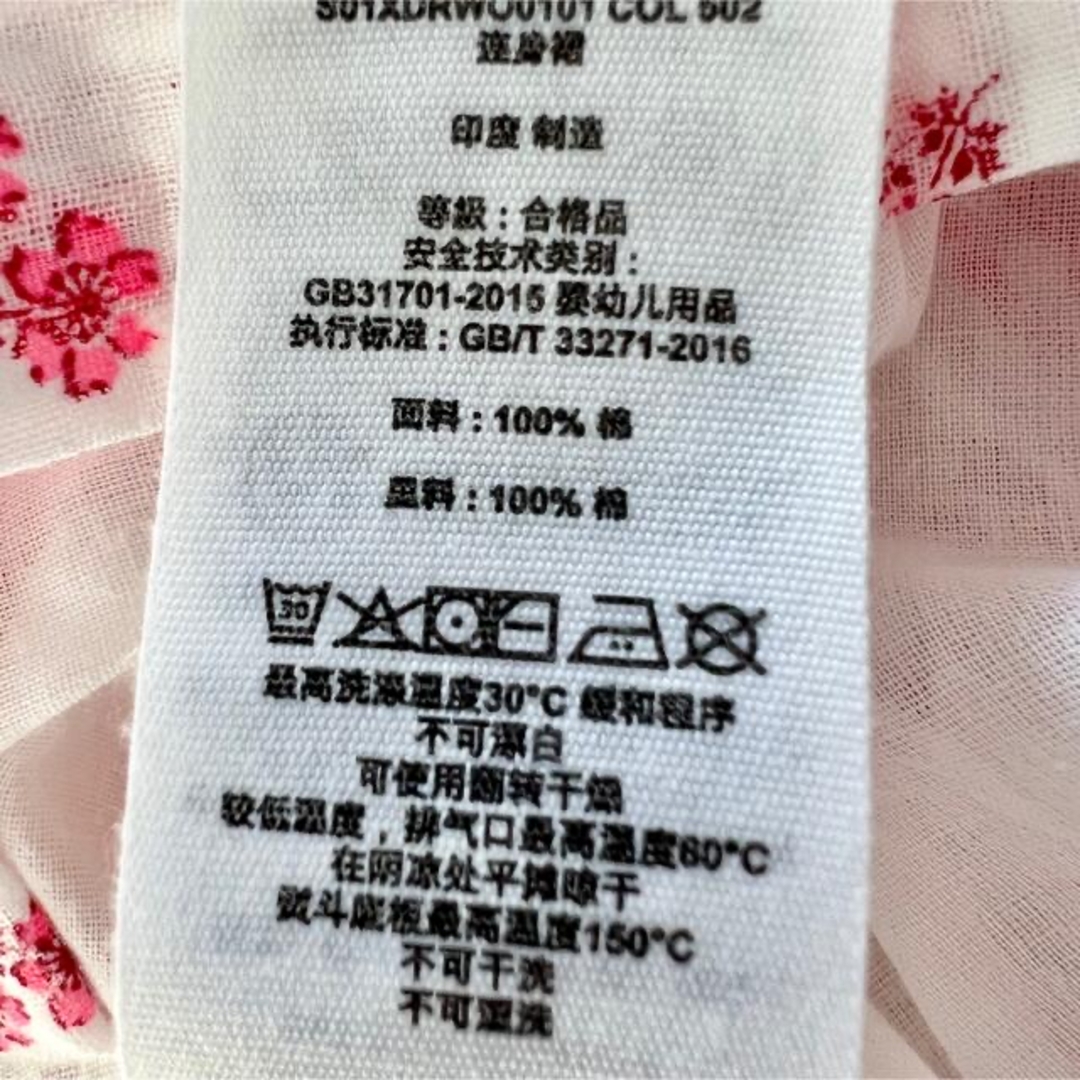 S01XDRWO0101 COL 502
连身裙
印度 制造
等級 : 合格品
安全技术类别 :
GB31701-2015 婴幼儿用品
执行标准 : GB/T 33271-2016
面料 : 100% 棉
里料 : 100% 棉
30
最高洗涤温度30°C 缓和程序
不可漂白
可使用翻转干燥
较低温度 , 排气口最高温度60°C
在阴凉处平摊晾干
熨斗底板最高温度150°C
不可干洗
不可湿洗